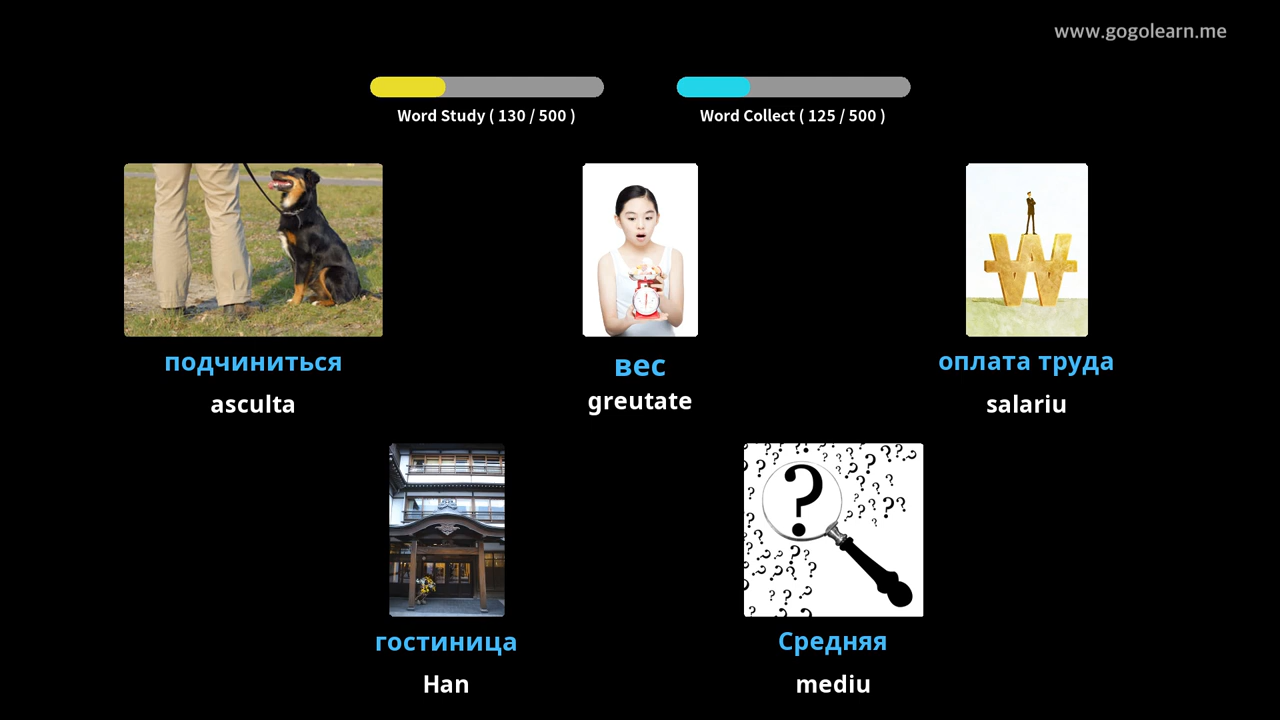 www.gogolearn.me
Word Study ( 130 / 500 )
Word Collect ( 125 / 500 )
подчиниться
вес
оплата труда
asculta
greutate
salariu
гостиница
Средняя
Han
mediu